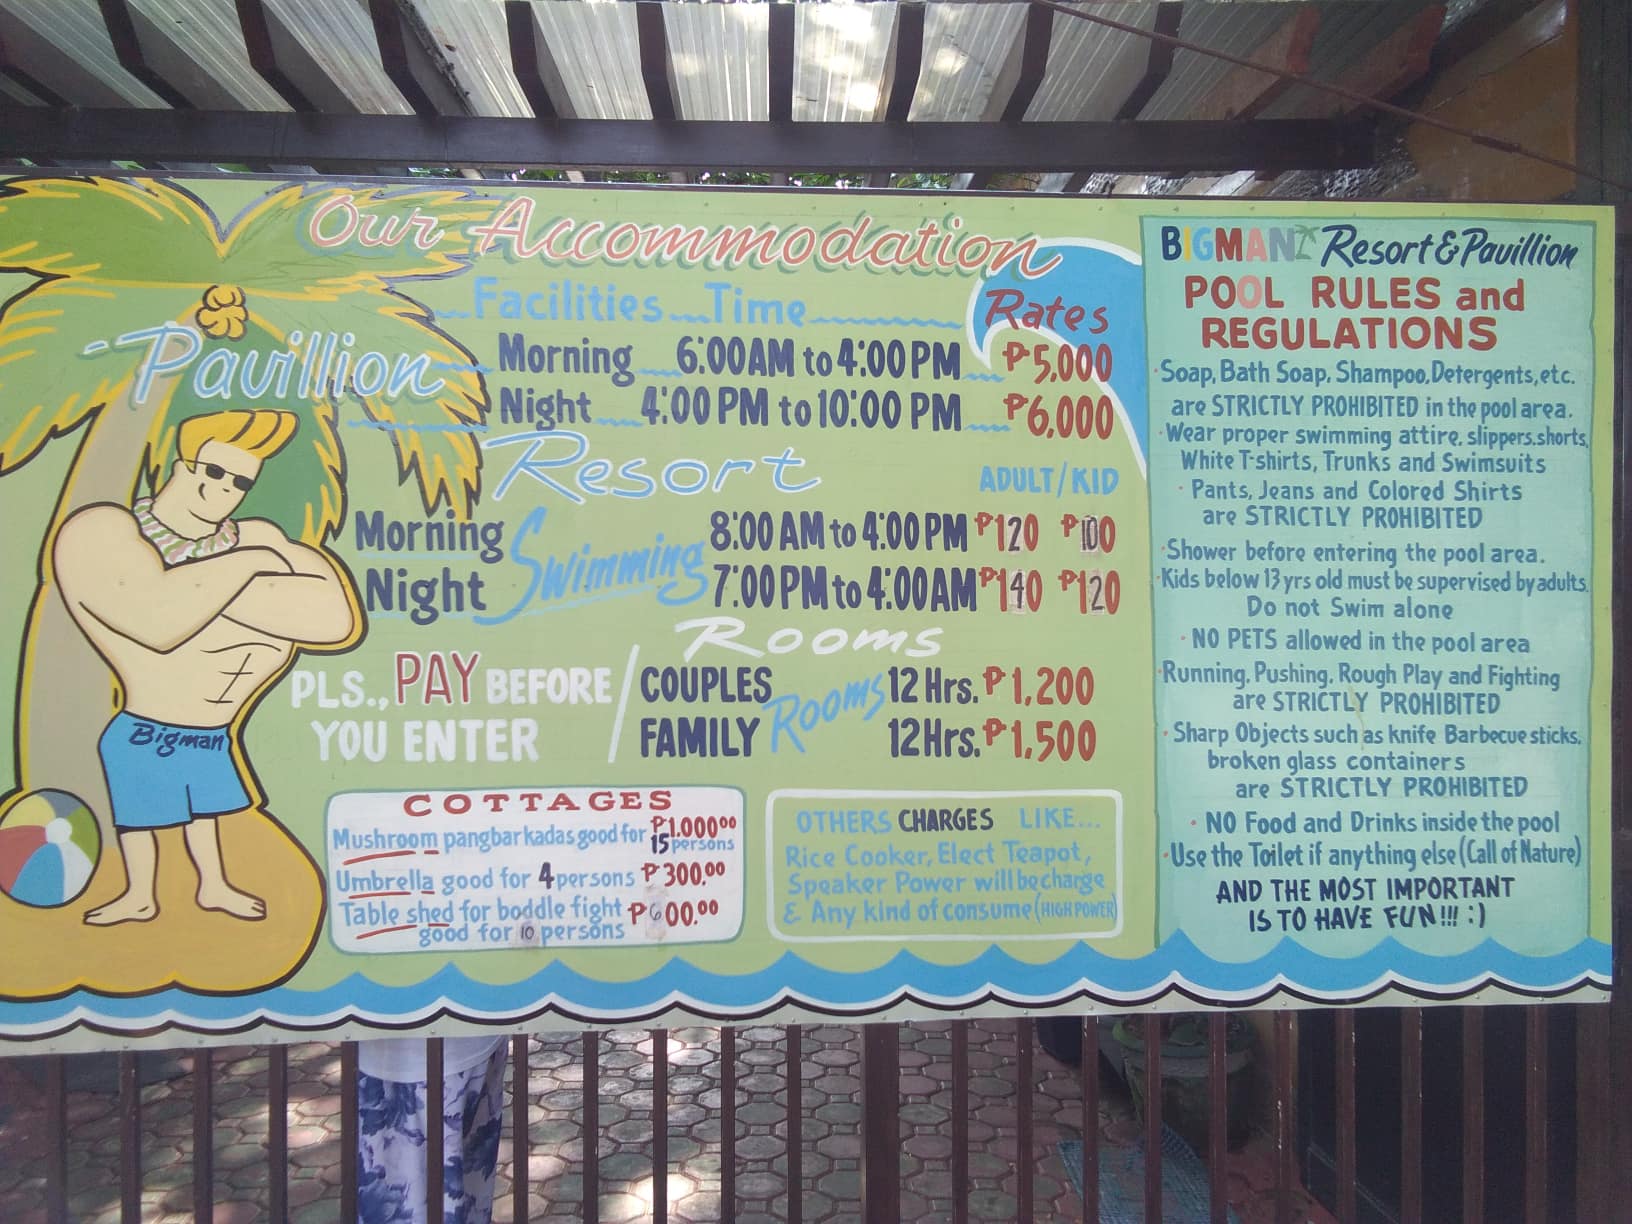 Our Accommodation
Facilities Time Rates
Pavillion
Morning 6:00AM to 4:00 PM ₱5,000
Night 4:00 PM to 10:00 PM ₱6,000
Resort ADULT/KID
Morning Swimming 8:00 AM to 4:00 PM ₱120 ₱100
Night 7:00 PM to 4:00AM ₱140 ₱120
Rooms
PLS., PAY BEFORE
YOU ENTER
COUPLES Rooms 12 Hrs. ₱1,200
FAMILY 12Hrs. ₱1,500
Bigman
COTTAGES
Mushroom pangbarkadas good for 15 persons ₱1.000⁰⁰
Umbrella good for 4 persons ₱300.⁰⁰
Table shed for boddle fight ₱600.⁰⁰
good for 10 persons
OTHERS CHARGES LIKE...
Rice Cooker, Elect Teapot,
Speaker Power will be charge
& Any kind of consume (HIGH POWER)
BIGMANZ Resort & Pavillion
POOL RULES and
REGULATIONS
· Soap, Bath Soap, Shampoo, Detergents, etc.
are STRICTLY PROHIBITED in the pool area.
· Wear proper swimming attire, slippers.shorts,
White T-shirts, Trunks and Swimsuits
· Pants, Jeans and Colored Shirts
are STRICTLY PROHIBITED
· Shower before entering the pool area.
· Kids below 13 yrs old must be supervised by adults.
Do not Swim alone
· NO PETS allowed in the pool area
· Running, Pushing, Rough Play and Fighting
are STRICTLY PROHIBITED
· Sharp Objects such as knife Barbecue sticks,
broken glass containers
are STRICTLY PROHIBITED
· NO Food and Drinks inside the pool
· Use the Toilet if anything else (Call of Nature)
AND THE MOST IMPORTANT
IS TO HAVE FUN!!! :)